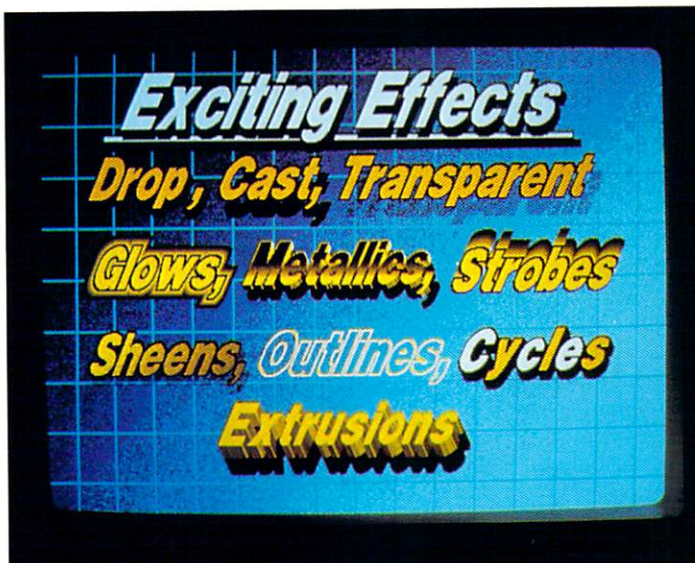 Exciting Effects
Drop, Cast, Transparent
Glows, Metallics, Strobes
Sheens, Outlines, Cycles
Extrusions